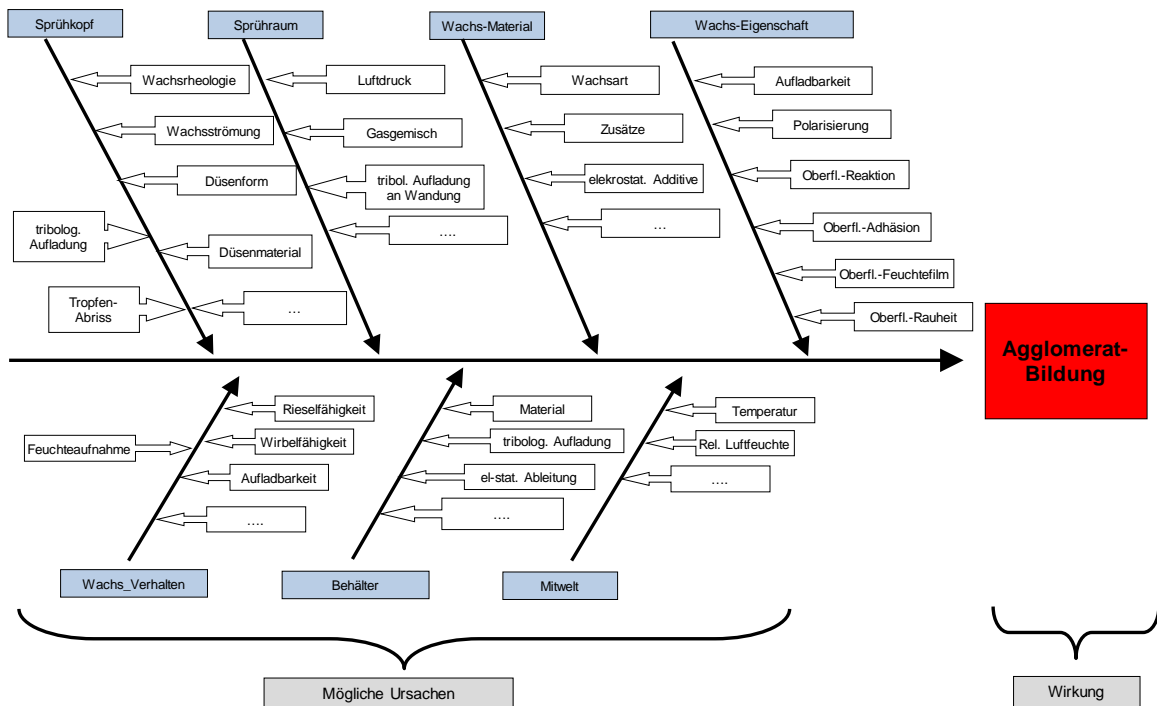 Sprühkopf
Sprühraum
Wachs-Material
Wachs-Eigenschaft
Wachsrheologie
Wachsströmung
Düsenform
tribolog.
Aufladung
Düsenmaterial
Tropfen-
Abriss
...
Luftdruck
Gasgemisch
tribol. Aufladung
an Wandung
....
Wachsart
Zusätze
elekrostat. Additive
...
Aufladbarkeit
Polarisierung
Oberfl.-Reaktion
Oberfl.-Adhäsion
Oberfl.-Feuchtefilm
Oberfl.-Rauheit
Agglomerat-
Bildung
Rieselfähigkeit
Feuchteaufnahme
Wirbelfähigkeit
Aufladbarkeit
....
Material
tribolog. Aufladung
el-stat. Ableitung
....
Temperatur
Rel. Luftfeuchte
....
Wachs_Verhalten
Behälter
Mitwelt
Mögliche Ursachen
Wirkung